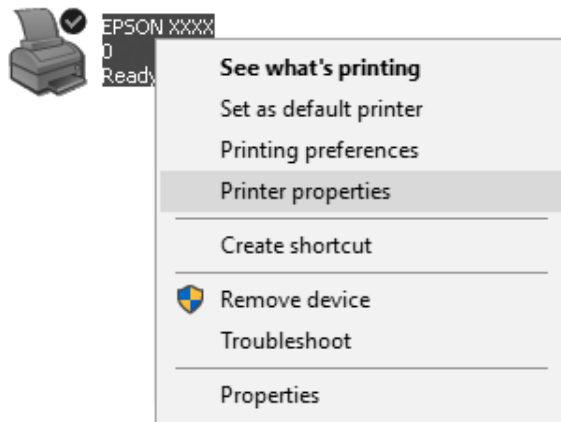 EPSON XXXX
0
Ready
See what's printing
Set as default printer
Printing preferences
Printer properties
Create shortcut
Remove device
Troubleshoot
Properties